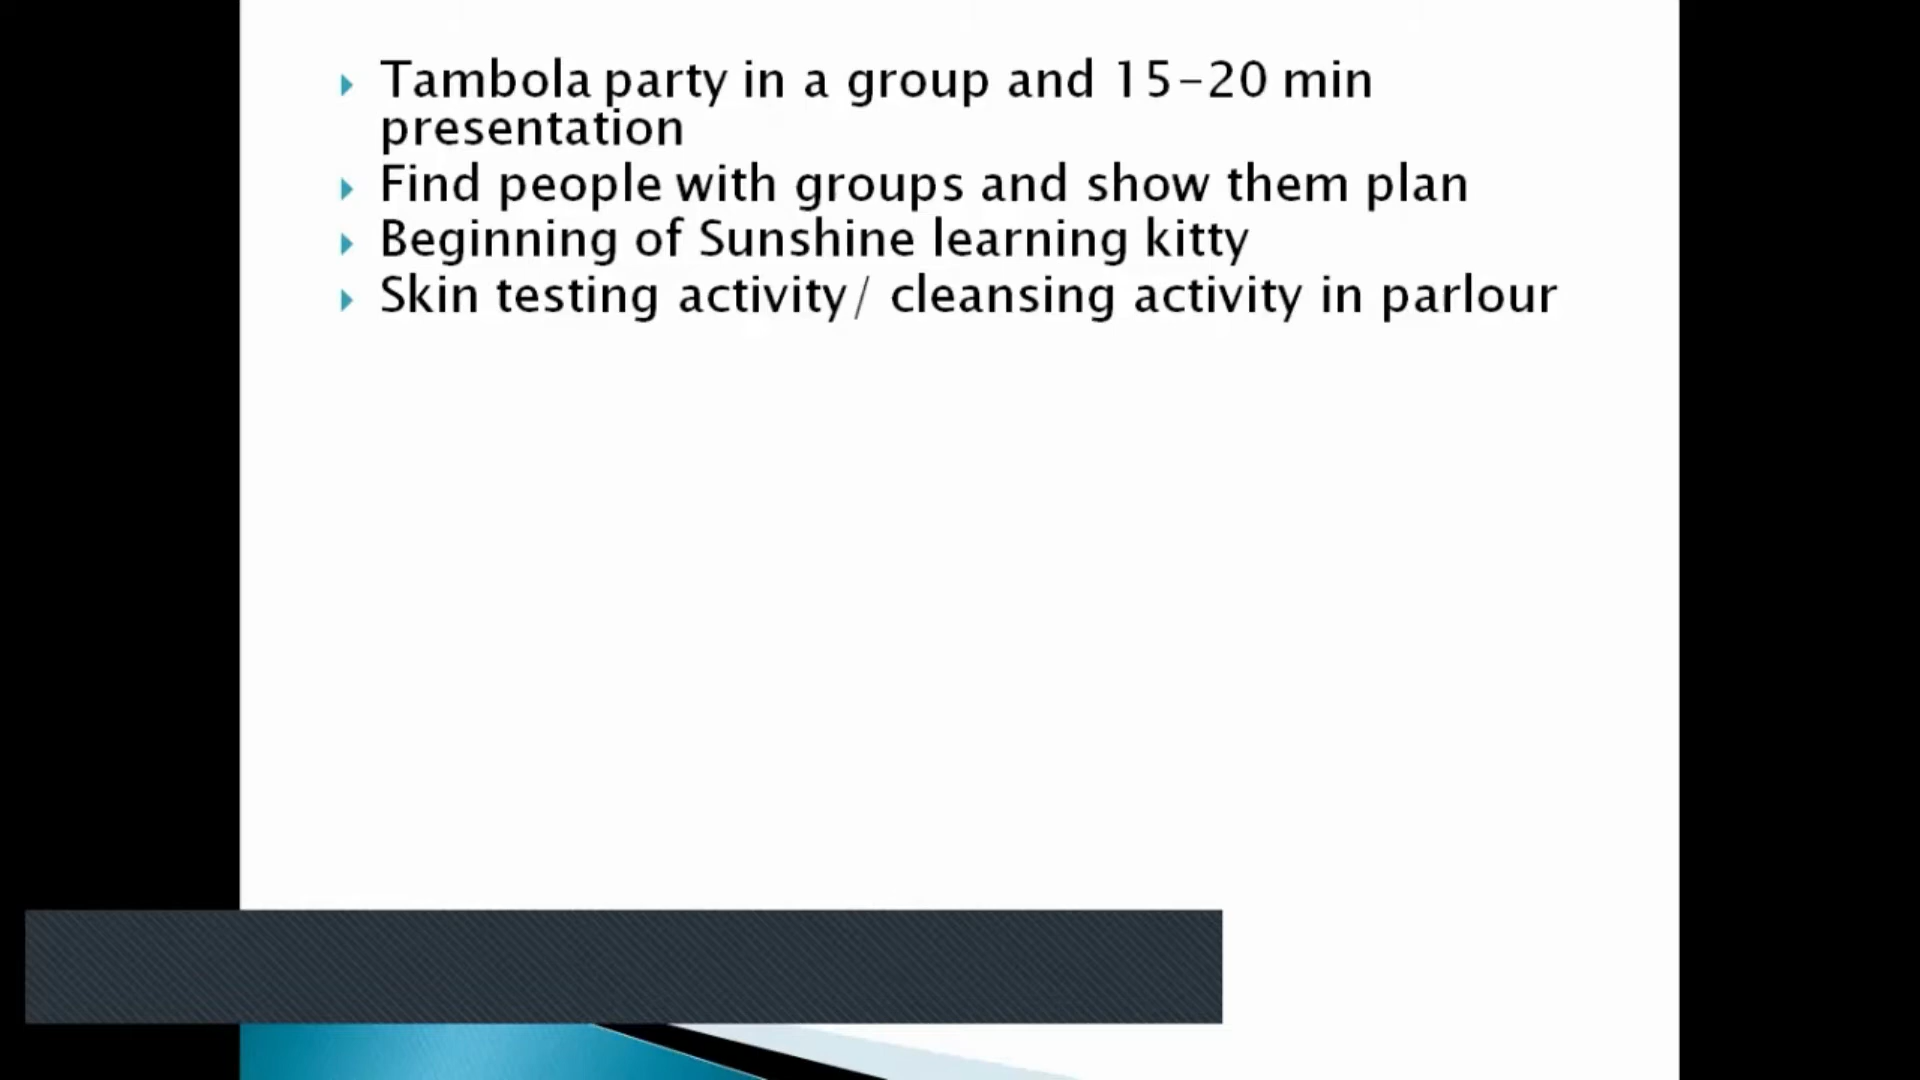 Tambola party in a group and 15-20 min
presentation
Find people with groups and show them plan
Beginning of Sunshine learning kitty
Skin testing activity/ cleansing activity in parlour